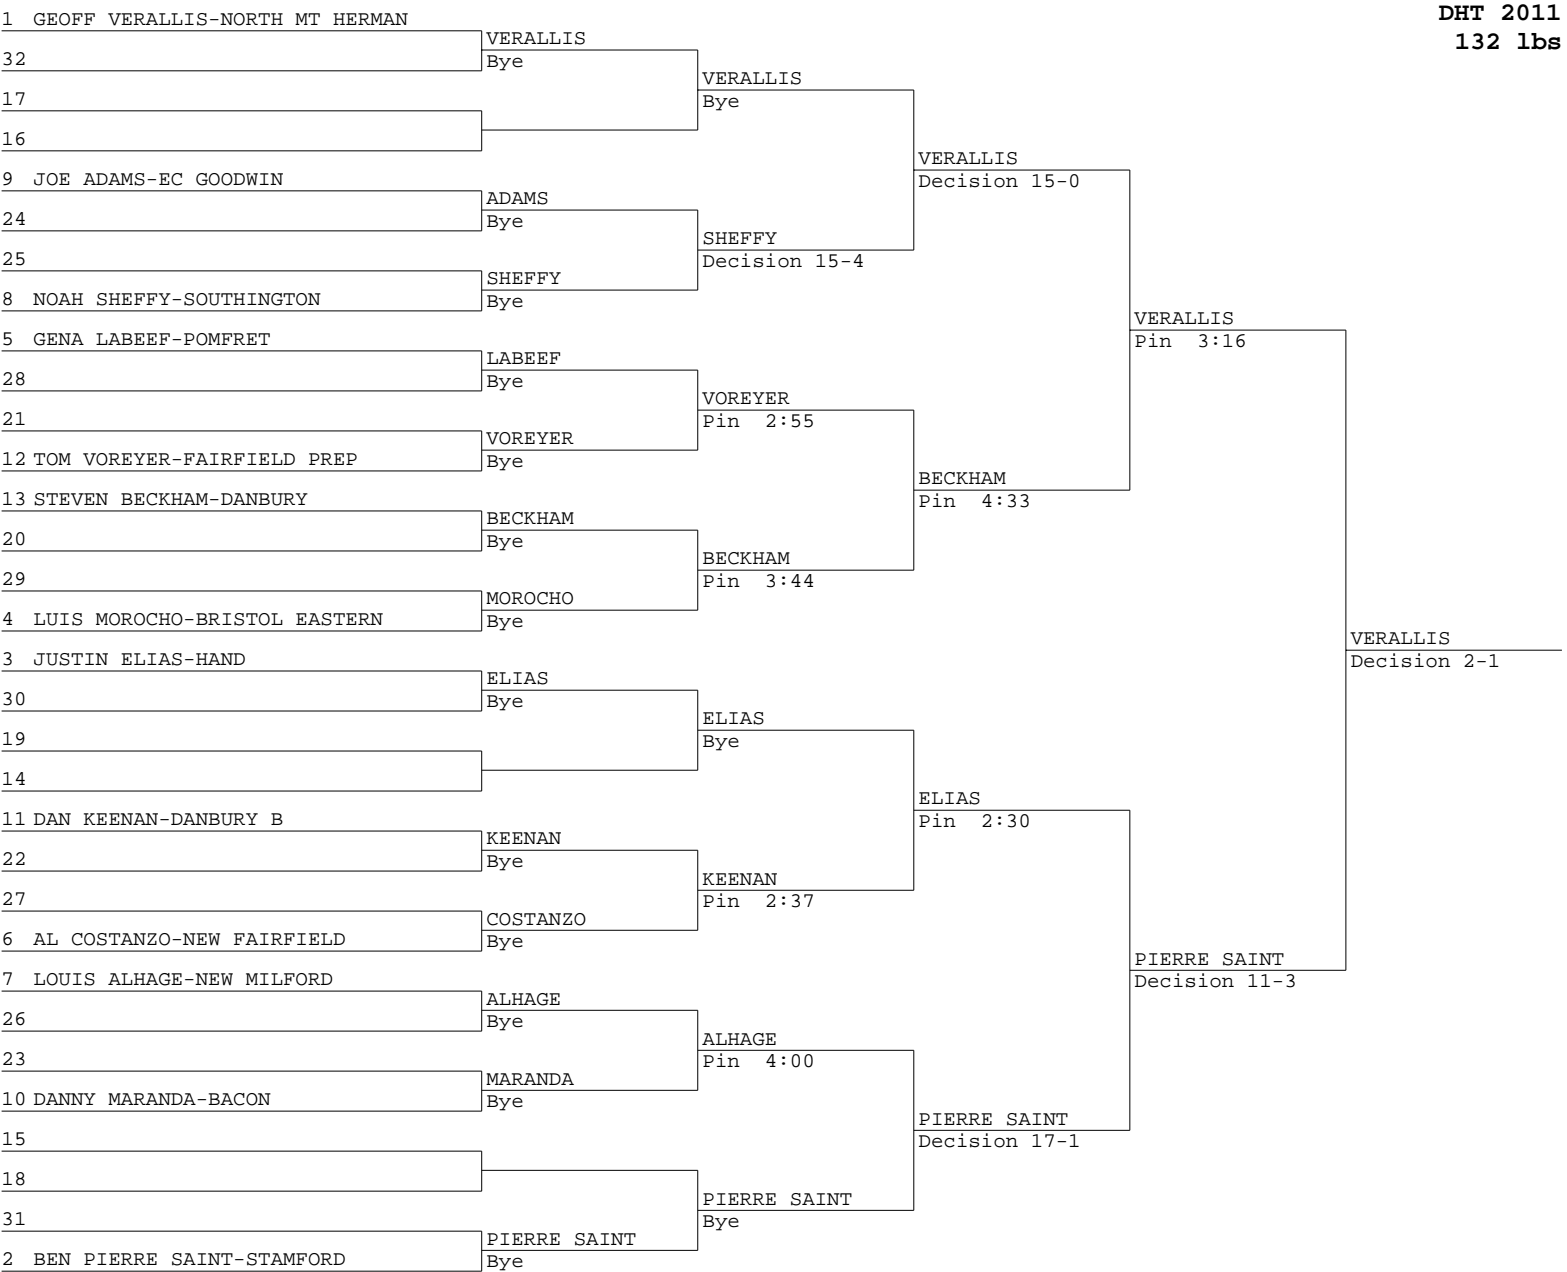 DHT 2011
132 lbs
1 GEOFF VERALLIS-NORTH MT HERMAN
32
17
16
9 JOE ADAMS-EC GOODWIN
24
25
8 NOAH SHEFFY-SOUTHINGTON
5 GENA LABEEF-POMFRET
28
21
12 TOM VOREYER-FAIRFIELD PREP
13 STEVEN BECKHAM-DANBURY
20
29
4 LUIS MOROCHO-BRISTOL EASTERN
3 JUSTIN ELIAS-HAND
30
19
14
11 DAN KEENAN-DANBURY B
22
27
6 AL COSTANZO-NEW FAIRFIELD
7 LOUIS ALHAGE-NEW MILFORD
26
23
10 DANNY MARANDA-BACON
15
18
31
2 BEN PIERRE SAINT-STAMFORD
VERALLIS
Bye
ADAMS
Bye
SHEFFY
Bye
LABEEF
Bye
VOREYER
Bye
BECKHAM
Bye
MOROCHO
Bye
ELIAS
Bye
KEENAN
Bye
COSTANZO
Bye
ALHAGE
Bye
MARANDA
Bye
PIERRE SAINT
Bye
VERALLIS
Bye
SHEFFY
Decision 15-4
VOREYER
Pin 2:55
BECKHAM
Pin 3:44
ELIAS
Bye
KEENAN
Pin 2:37
ALHAGE
Pin 4:00
PIERRE SAINT
Bye
VERALLIS
Decision 15-0
BECKHAM
Pin 4:33
ELIAS
Pin 2:30
PIERRE SAINT
Decision 17-1
VERALLIS
Pin 3:16
PIERRE SAINT
Decision 11-3
VERALLIS
Decision 2-1